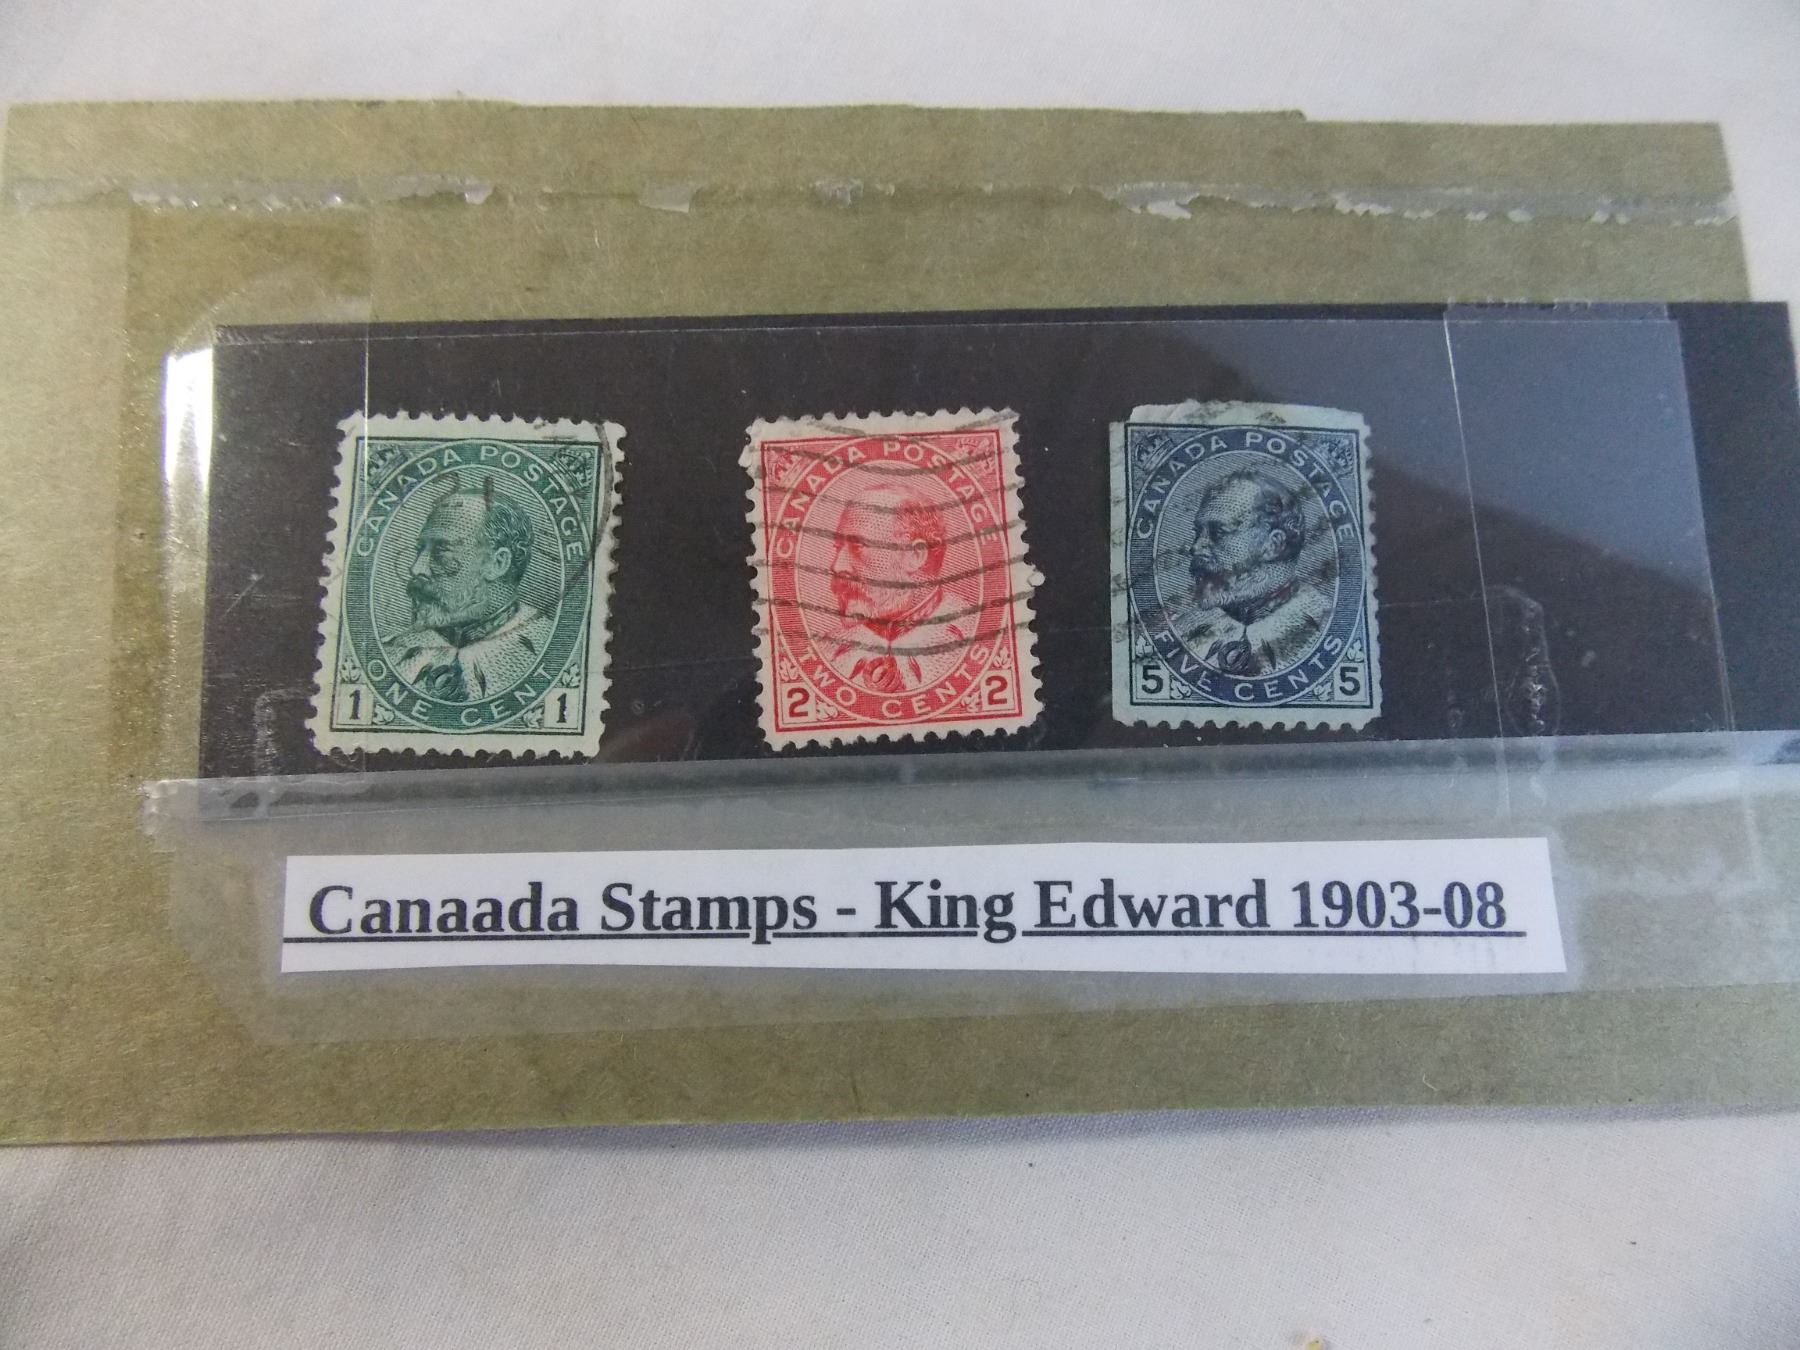 CANADA POSTAGE
21
ONE CENT
1 1
CANADA POSTAGE
TWO CENTS
2 2
CANADA POSTAGE
FIVE CENTS
5 5
Canaada Stamps - King Edward 1903-08